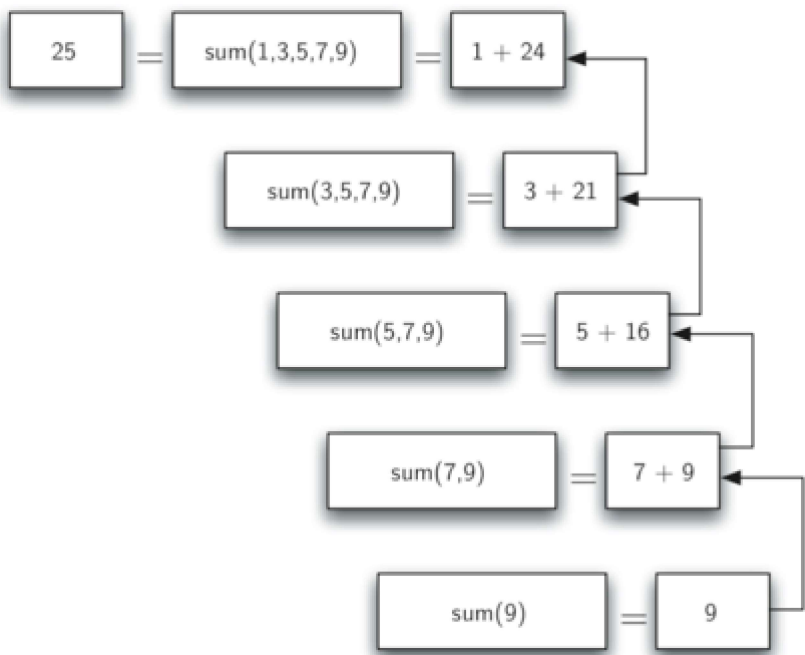 25 = sum(1,3,5,7,9) = 1 + 24
sum(3,5,7,9) = 3 + 21
sum(5,7,9) = 5 + 16
sum(7,9) = 7 + 9
sum(9) = 9